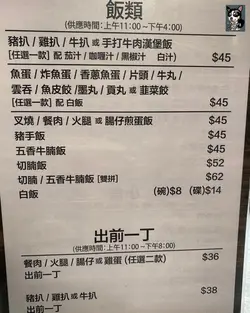 飯類
(供應時間:上午11:00 ~下午4:00)
豬扒 / 雞扒 / 牛扒 或 手打牛肉漢堡飯
[任選一款] 配 茄汁 / 咖喱汁 / 黑椒汁 白汁) $45
魚蛋 / 炸魚蛋 / 香蔥魚蛋 / 片頭 / 牛丸 /
雲吞 / 魚皮餃 / 墨丸 / 貢丸 或 韮菜餃
[任選一款] 配 白飯 $45
叉燒 / 餐肉 / 火腿 或 腸仔煎蛋飯 $45
豬手飯 $45
五香牛腩飯 $45
切腩飯 $52
切腩 / 五香牛腩飯 [雙拼] $62
白飯 (碗)$8 (碟)$14
出前一丁
(供應時間:上午11:00 ~下午8:00)
餐肉 / 火腿 / 腸仔 或 雞蛋 (任選二款) $36
出前一丁
豬扒 / 雞扒 或 牛扒 $38
出前一丁